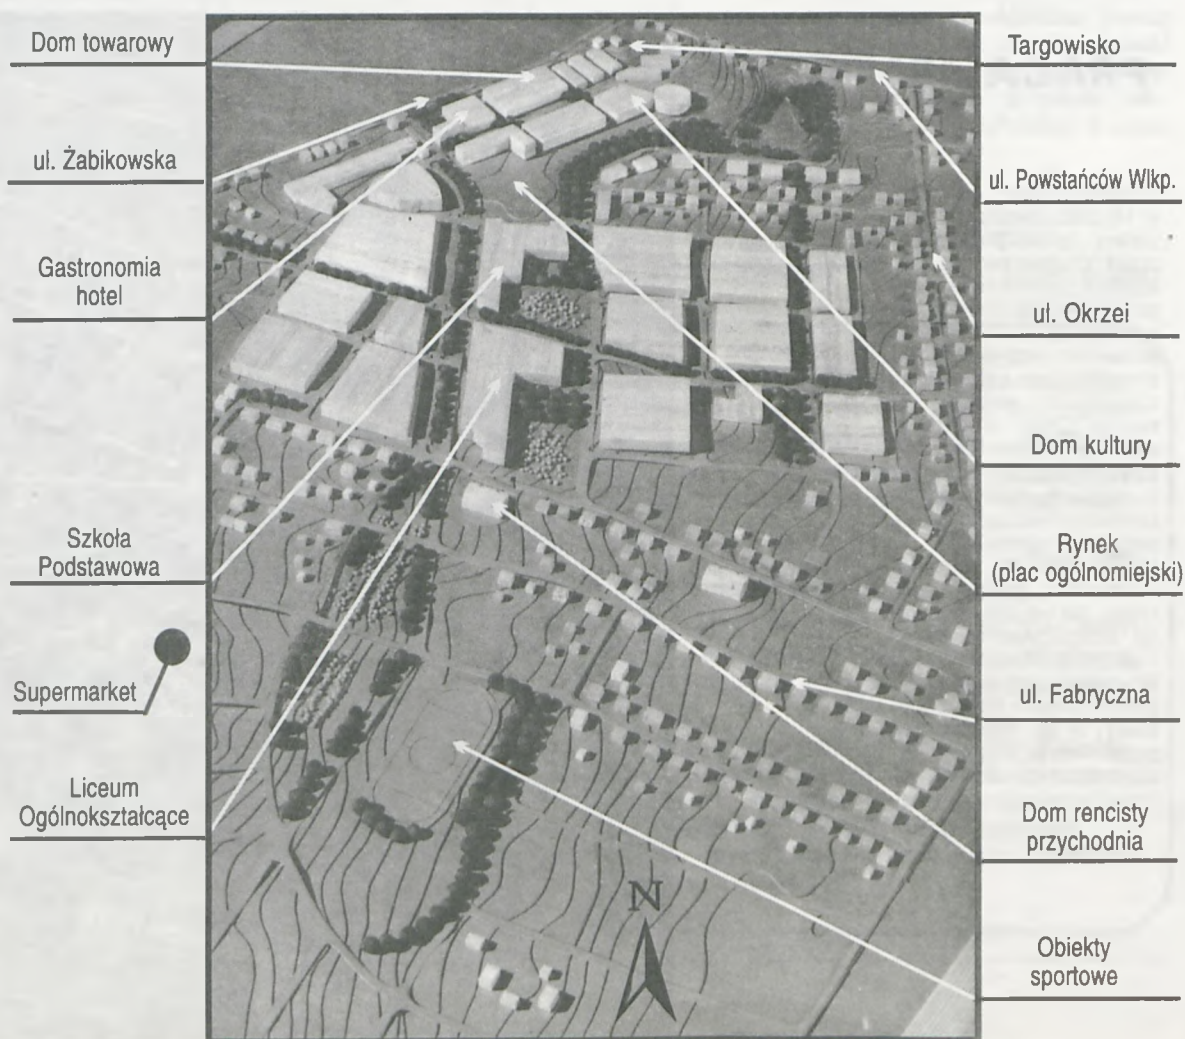 Dom towarowy
ul. Żabikowska
Gastronomia
hotel
Szkoła
Podstawowa
Supermarket
Liceum
Ogólnokształcące
Targowisko
ul. Powstańców Wlkp.
ul. Okrzei
Dom kultury
Rynek
(plac ogólnomiejski)
ul. Fabryczna
Dom rencisty
przychodnia
Obiekty
sportowe
N